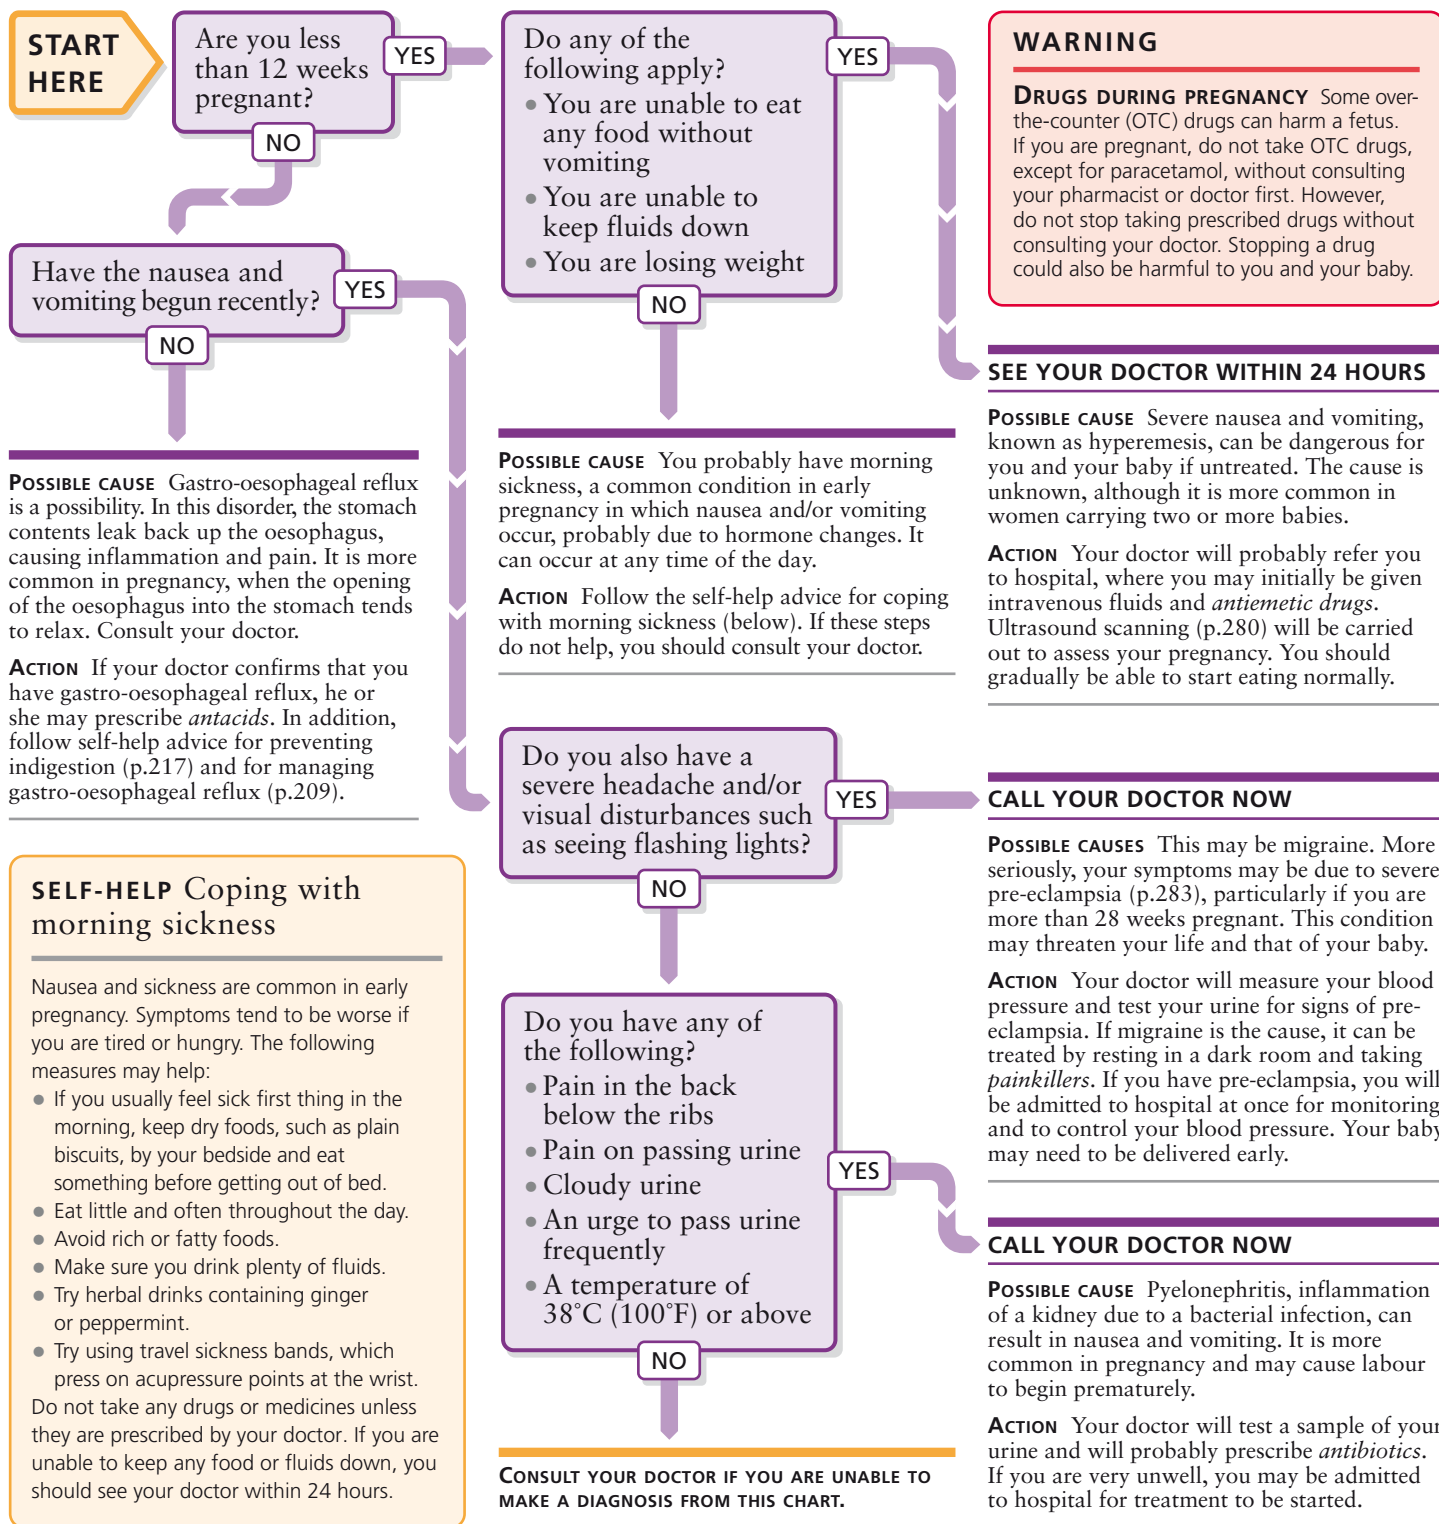 START
HERE
Are you less
than 12 weeks
pregnant?
YES
NO
Do any of the
following apply?
• You are unable to eat
any food without
vomiting
• You are unable to
keep fluids down
• You are losing weight
YES
NO
WARNING
DRUGS DURING PREGNANCY Some over-
the-counter (OTC) drugs can harm a fetus.
If you are pregnant, do not take OTC drugs,
except for paracetamol, without consulting
your pharmacist or doctor first. However,
do not stop taking prescribed drugs without
consulting your doctor. Stopping a drug
could also be harmful to you and your baby.
Have the nausea and
vomiting begun recently?
YES
NO
SEE YOUR DOCTOR WITHIN 24 HOURS
POSSIBLE CAUSE Severe nausea and vomiting,
known as hyperemesis, can be dangerous for
you and your baby if untreated. The cause is
unknown, although it is more common in
women carrying two or more babies.
ACTION Your doctor will probably refer you
to hospital, where you may initially be given
intravenous fluids and antiemetic drugs.
Ultrasound scanning (p.280) will be carried
out to assess your pregnancy. You should
gradually be able to start eating normally.
POSSIBLE CAUSE You probably have morning
sickness, a common condition in early
pregnancy in which nausea and/or vomiting
occur, probably due to hormone changes. It
can occur at any time of the day.
ACTION Follow the self-help advice for coping
with morning sickness (below). If these steps
do not help, you should consult your doctor.
POSSIBLE CAUSE Gastro-oesophageal reflux
is a possibility. In this disorder, the stomach
contents leak back up the oesophagus,
causing inflammation and pain. It is more
common in pregnancy, when the opening
of the oesophagus into the stomach tends
to relax. Consult your doctor.
ACTION If your doctor confirms that you
have gastro-oesophageal reflux, he or
she may prescribe antacids. In addition,
follow self-help advice for preventing
indigestion (p.217) and for managing
gastro-oesophageal reflux (p.209).
Do you also have a
severe headache and/or
visual disturbances such
as seeing flashing lights?
YES
NO
CALL YOUR DOCTOR NOW
POSSIBLE CAUSES This may be migraine. More
seriously, your symptoms may be due to severe
pre-eclampsia (p.283), particularly if you are
more than 28 weeks pregnant. This condition
may threaten your life and that of your baby.
ACTION Your doctor will measure your blood
pressure and test your urine for signs of pre-
eclampsia. If migraine is the cause, it can be
treated by resting in a dark room and taking
painkillers. If you have pre-eclampsia, you will
be admitted to hospital at once for monitoring
and to control your blood pressure. Your baby
may need to be delivered early.
SELF-HELP Coping with
morning sickness
Nausea and sickness are common in early
pregnancy. Symptoms tend to be worse if
you are tired or hungry. The following
measures may help:
• If you usually feel sick first thing in the
morning, keep dry foods, such as plain
biscuits, by your bedside and eat
something before getting out of bed.
• Eat little and often throughout the day.
• Avoid rich or fatty foods.
• Make sure you drink plenty of fluids.
• Try herbal drinks containing ginger
or peppermint.
• Try using travel sickness bands, which
press on acupressure points at the wrist.
Do not take any drugs or medicines unless
they are prescribed by your doctor. If you are
unable to keep any food or fluids down, you
should see your doctor within 24 hours.
Do you have any of
the following?
• Pain in the back
below the ribs
• Pain on passing urine
• Cloudy urine
• An urge to pass urine
frequently
• A temperature of
38°C (100°F) or above
YES
NO
CALL YOUR DOCTOR NOW
POSSIBLE CAUSE Pyelonephritis, inflammation
of a kidney due to a bacterial infection, can
result in nausea and vomiting. It is more
common in pregnancy and may cause labour
to begin prematurely.
ACTION Your doctor will test a sample of your
urine and will probably prescribe antibiotics.
If you are very unwell, you may be admitted
to hospital for treatment to be started.
CONSULT YOUR DOCTOR IF YOU ARE UNABLE TO
MAKE A DIAGNOSIS FROM THIS CHART.